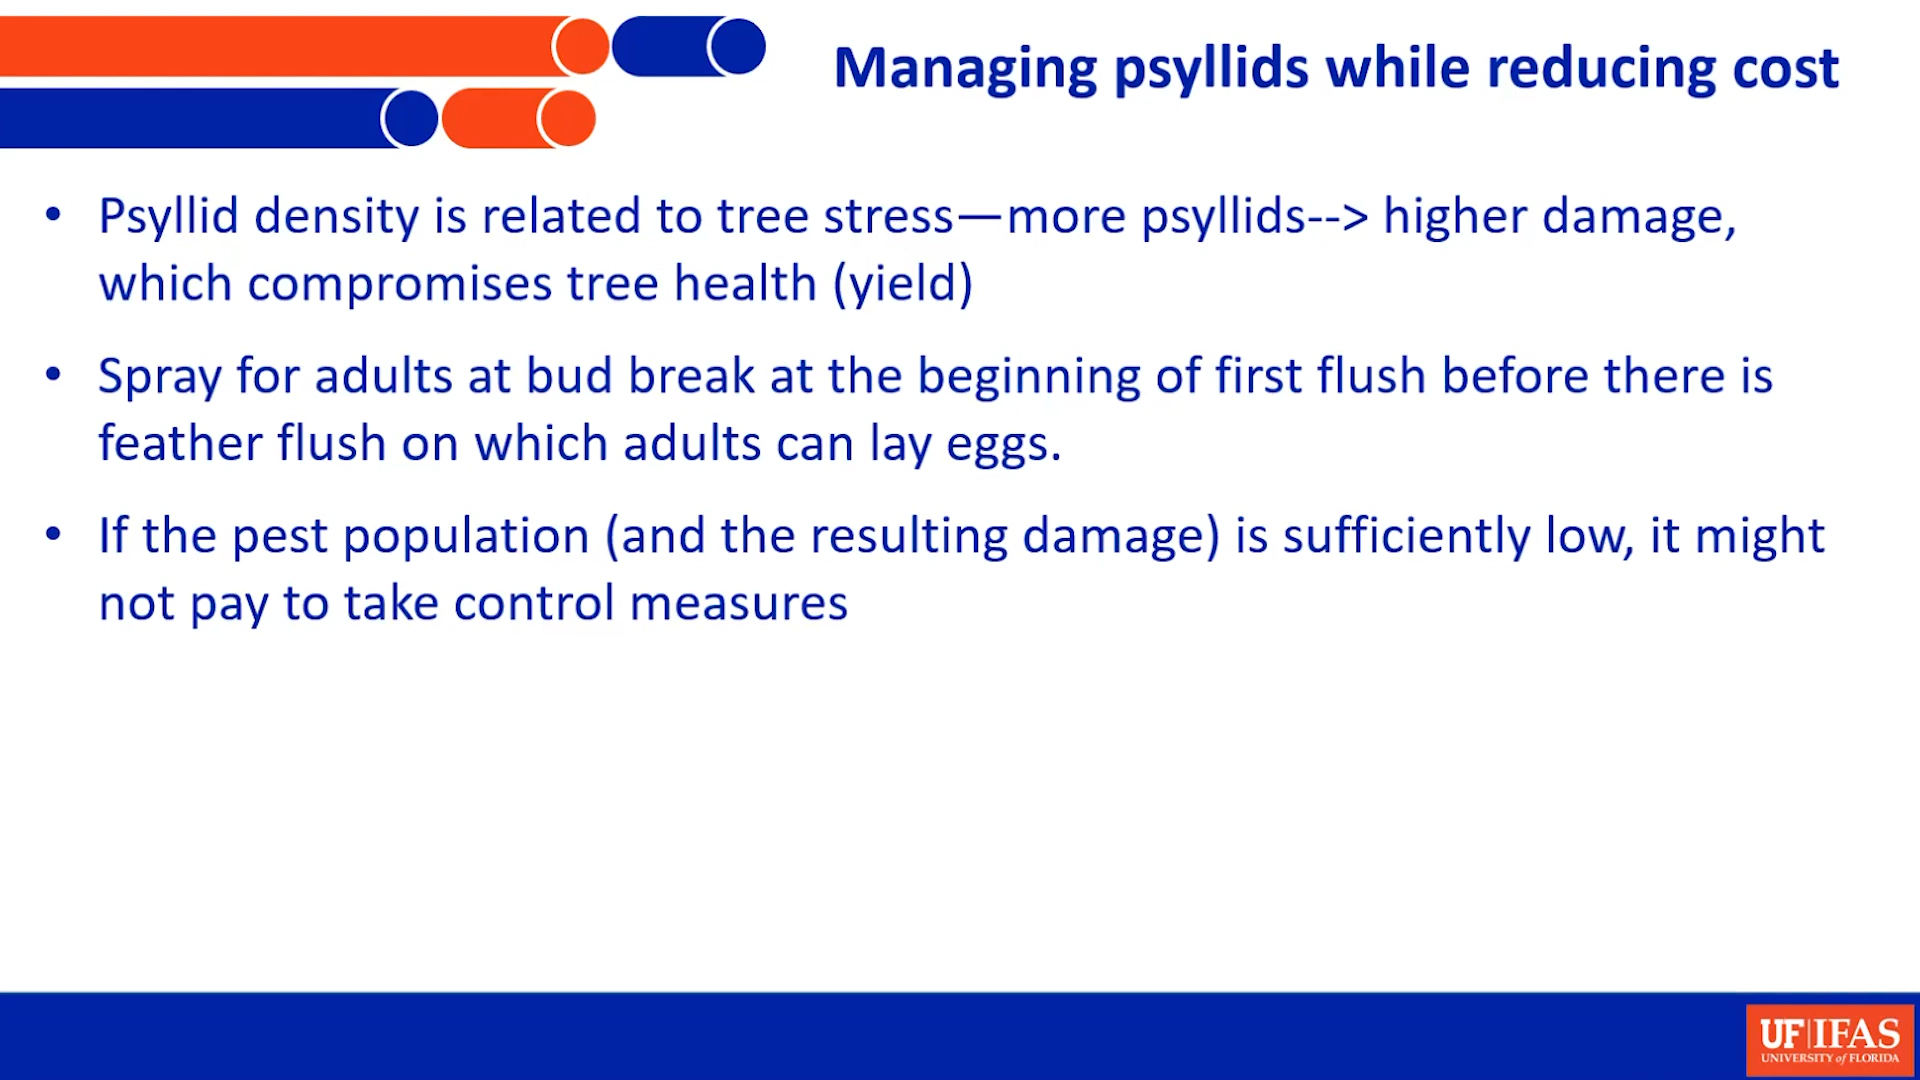 Managing psyllids while reducing cost
• Psyllid density is related to tree stress—more psyllids--> higher damage,
which compromises tree health (yield)
• Spray for adults at bud break at the beginning of first flush before there is
feather flush on which adults can lay eggs.
• If the pest population (and the resulting damage) is sufficiently low, it might
not pay to take control measures
UF|IFAS
UNIVERSITY of FLORIDA